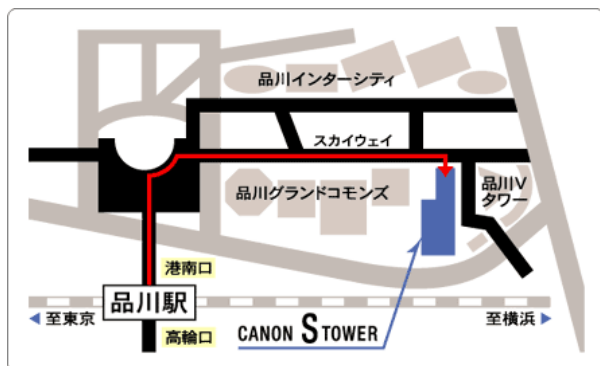 品川インターシティ
スカイウェイ
品川グランドコモンズ
品川V
タワー
港南口
品川駅
至東京
至横浜
高輪口
CANON S TOWER